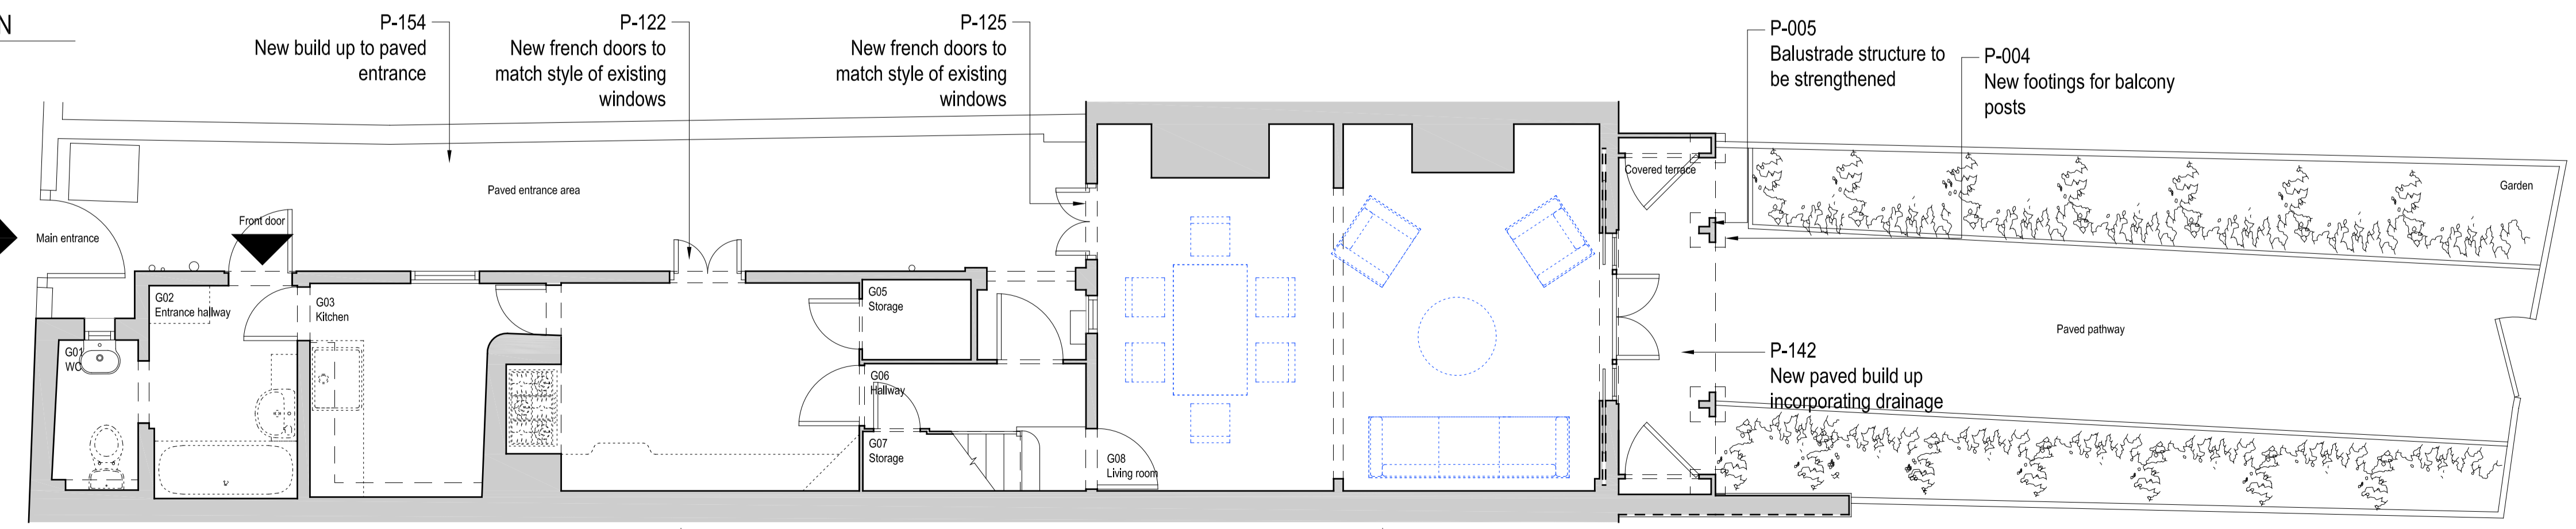 N
P-154
New build up to paved
entrance
P-122
New french doors to
match style of existing
windows
P-125
New french doors to
match style of existing
windows
P-005
Balustrade structure to
be strengthened
P-004
New footings for balcony
posts
Covered terrace
Paved entrance area
Garden
Front door
Main entrance
G02
Entrance hallway
G03
Kitchen
G05
Storage
Paved pathway
G01
WC
P-142
New paved build up
incorporating drainage
G06
Hallway
G07
Storage
G08
Living room